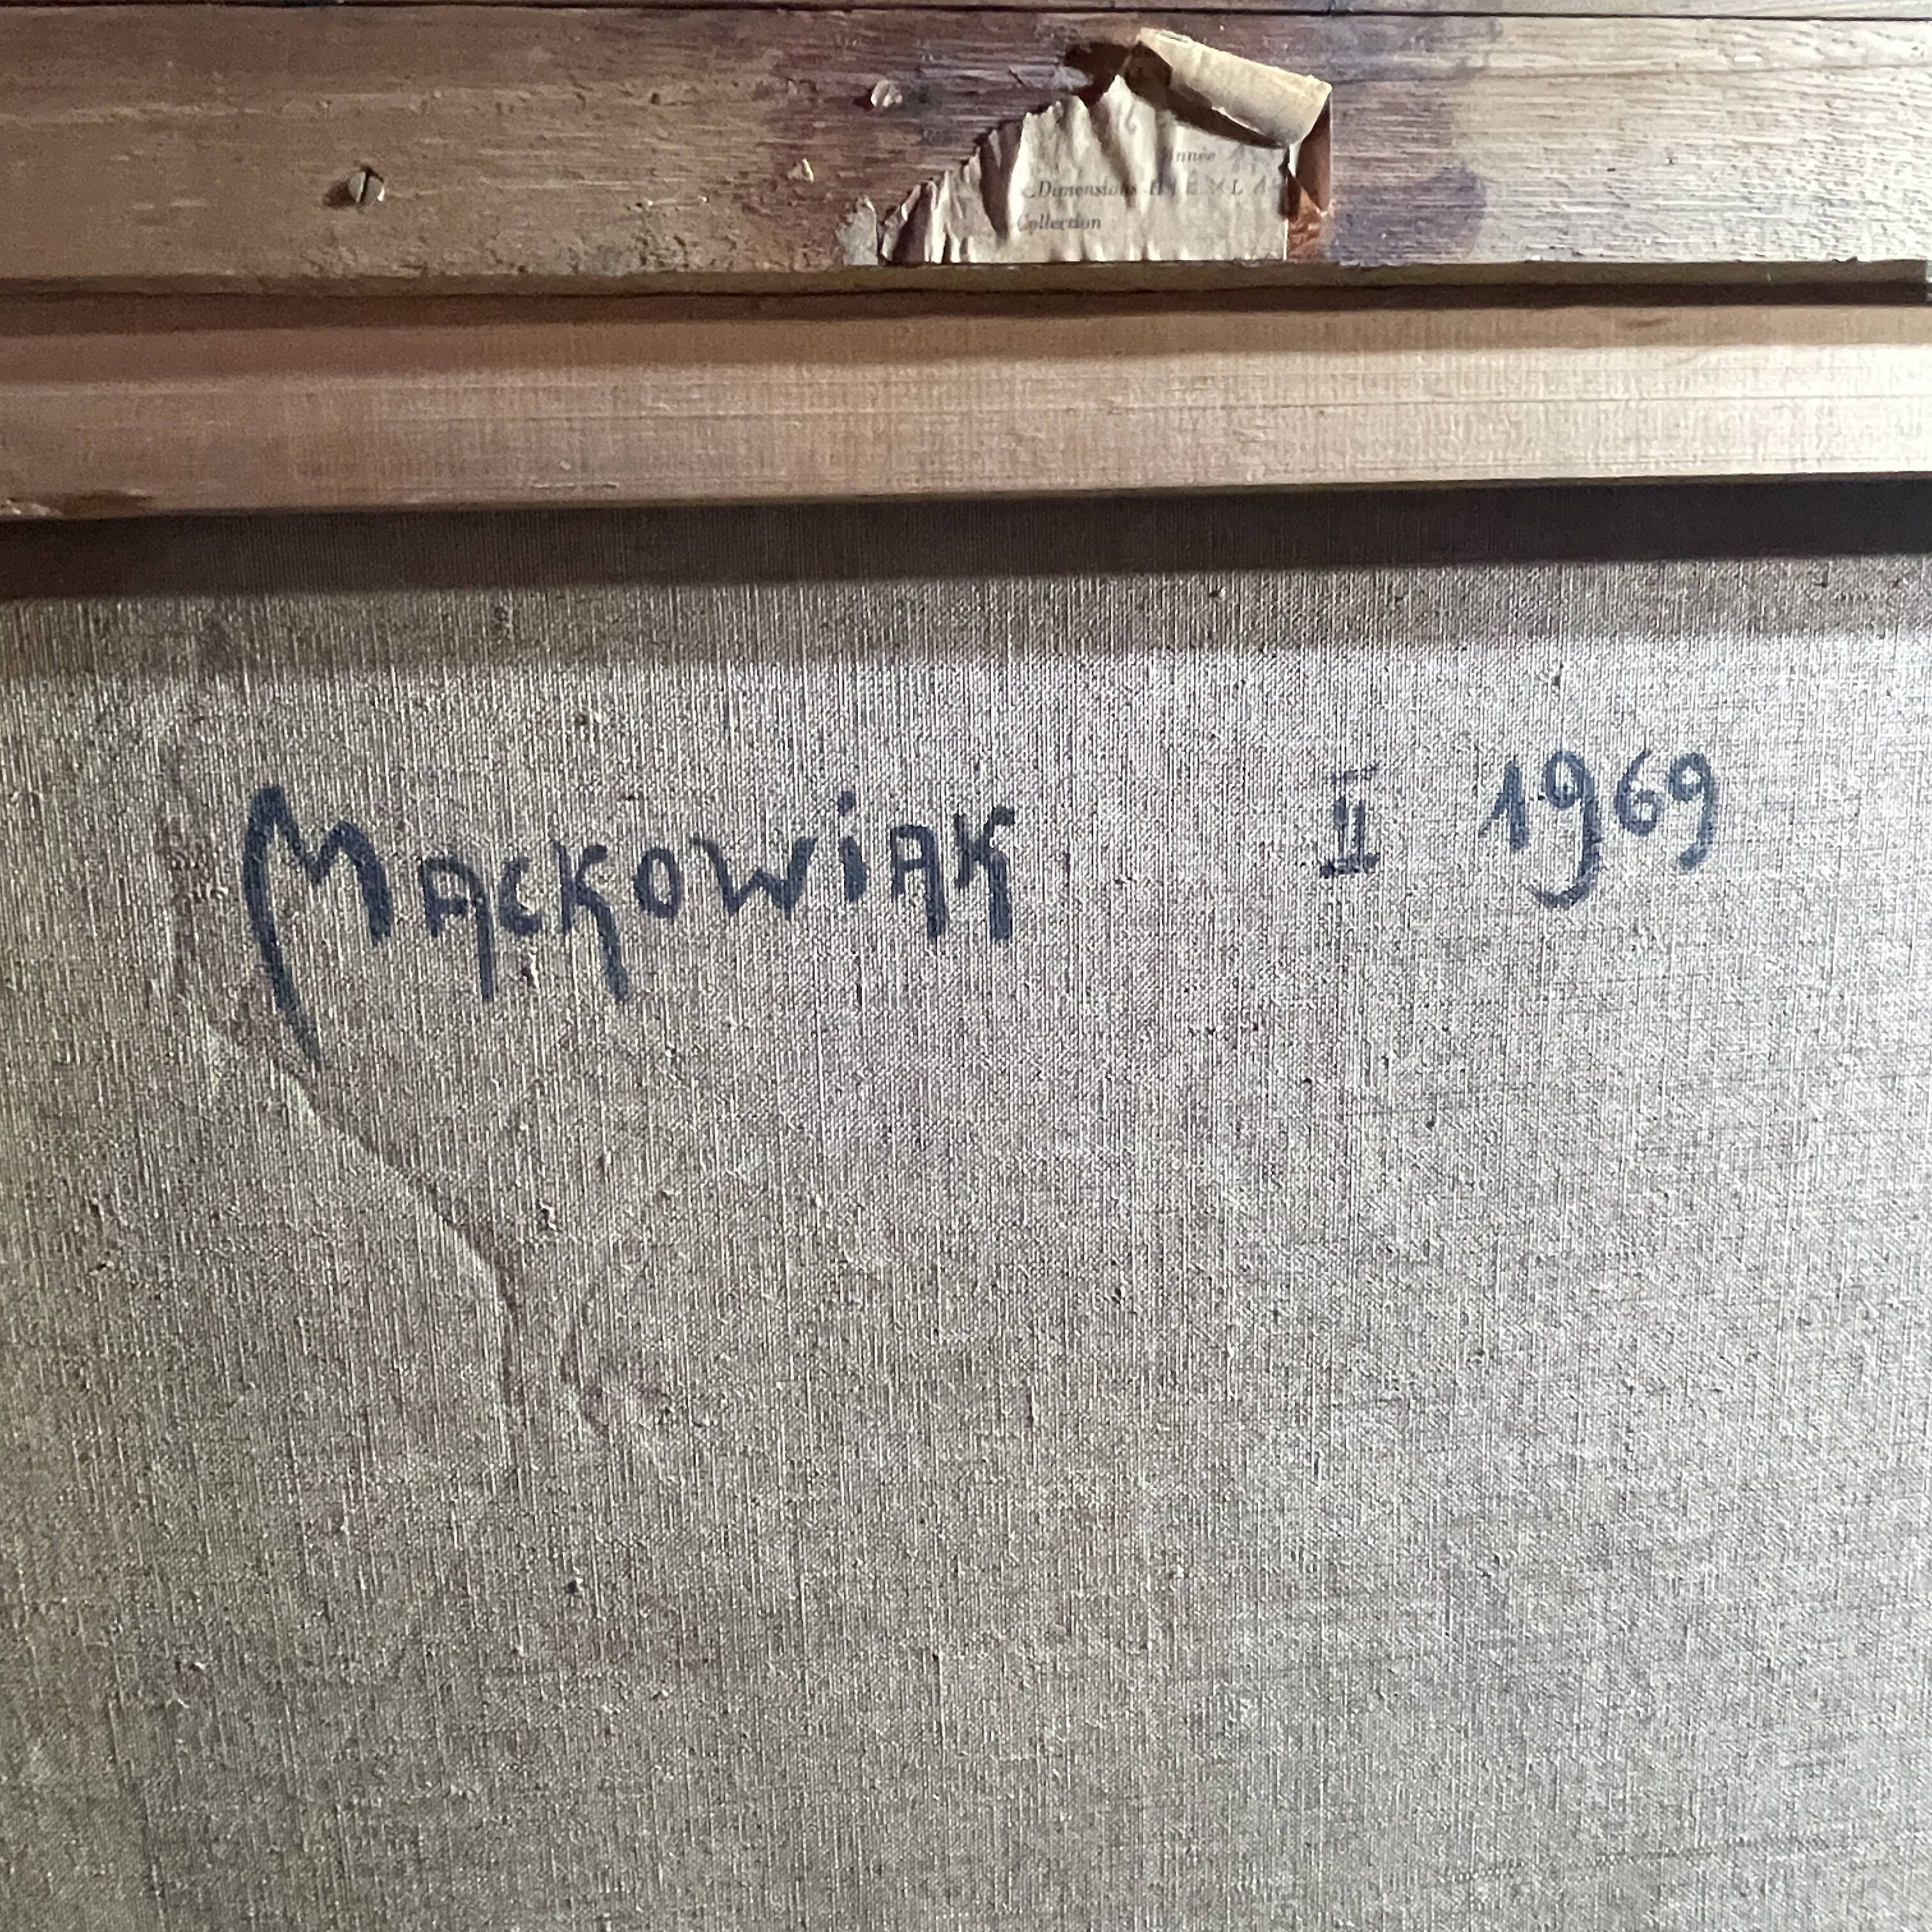 Année
Dimensions
Collection
MACKOWiAK II 1969